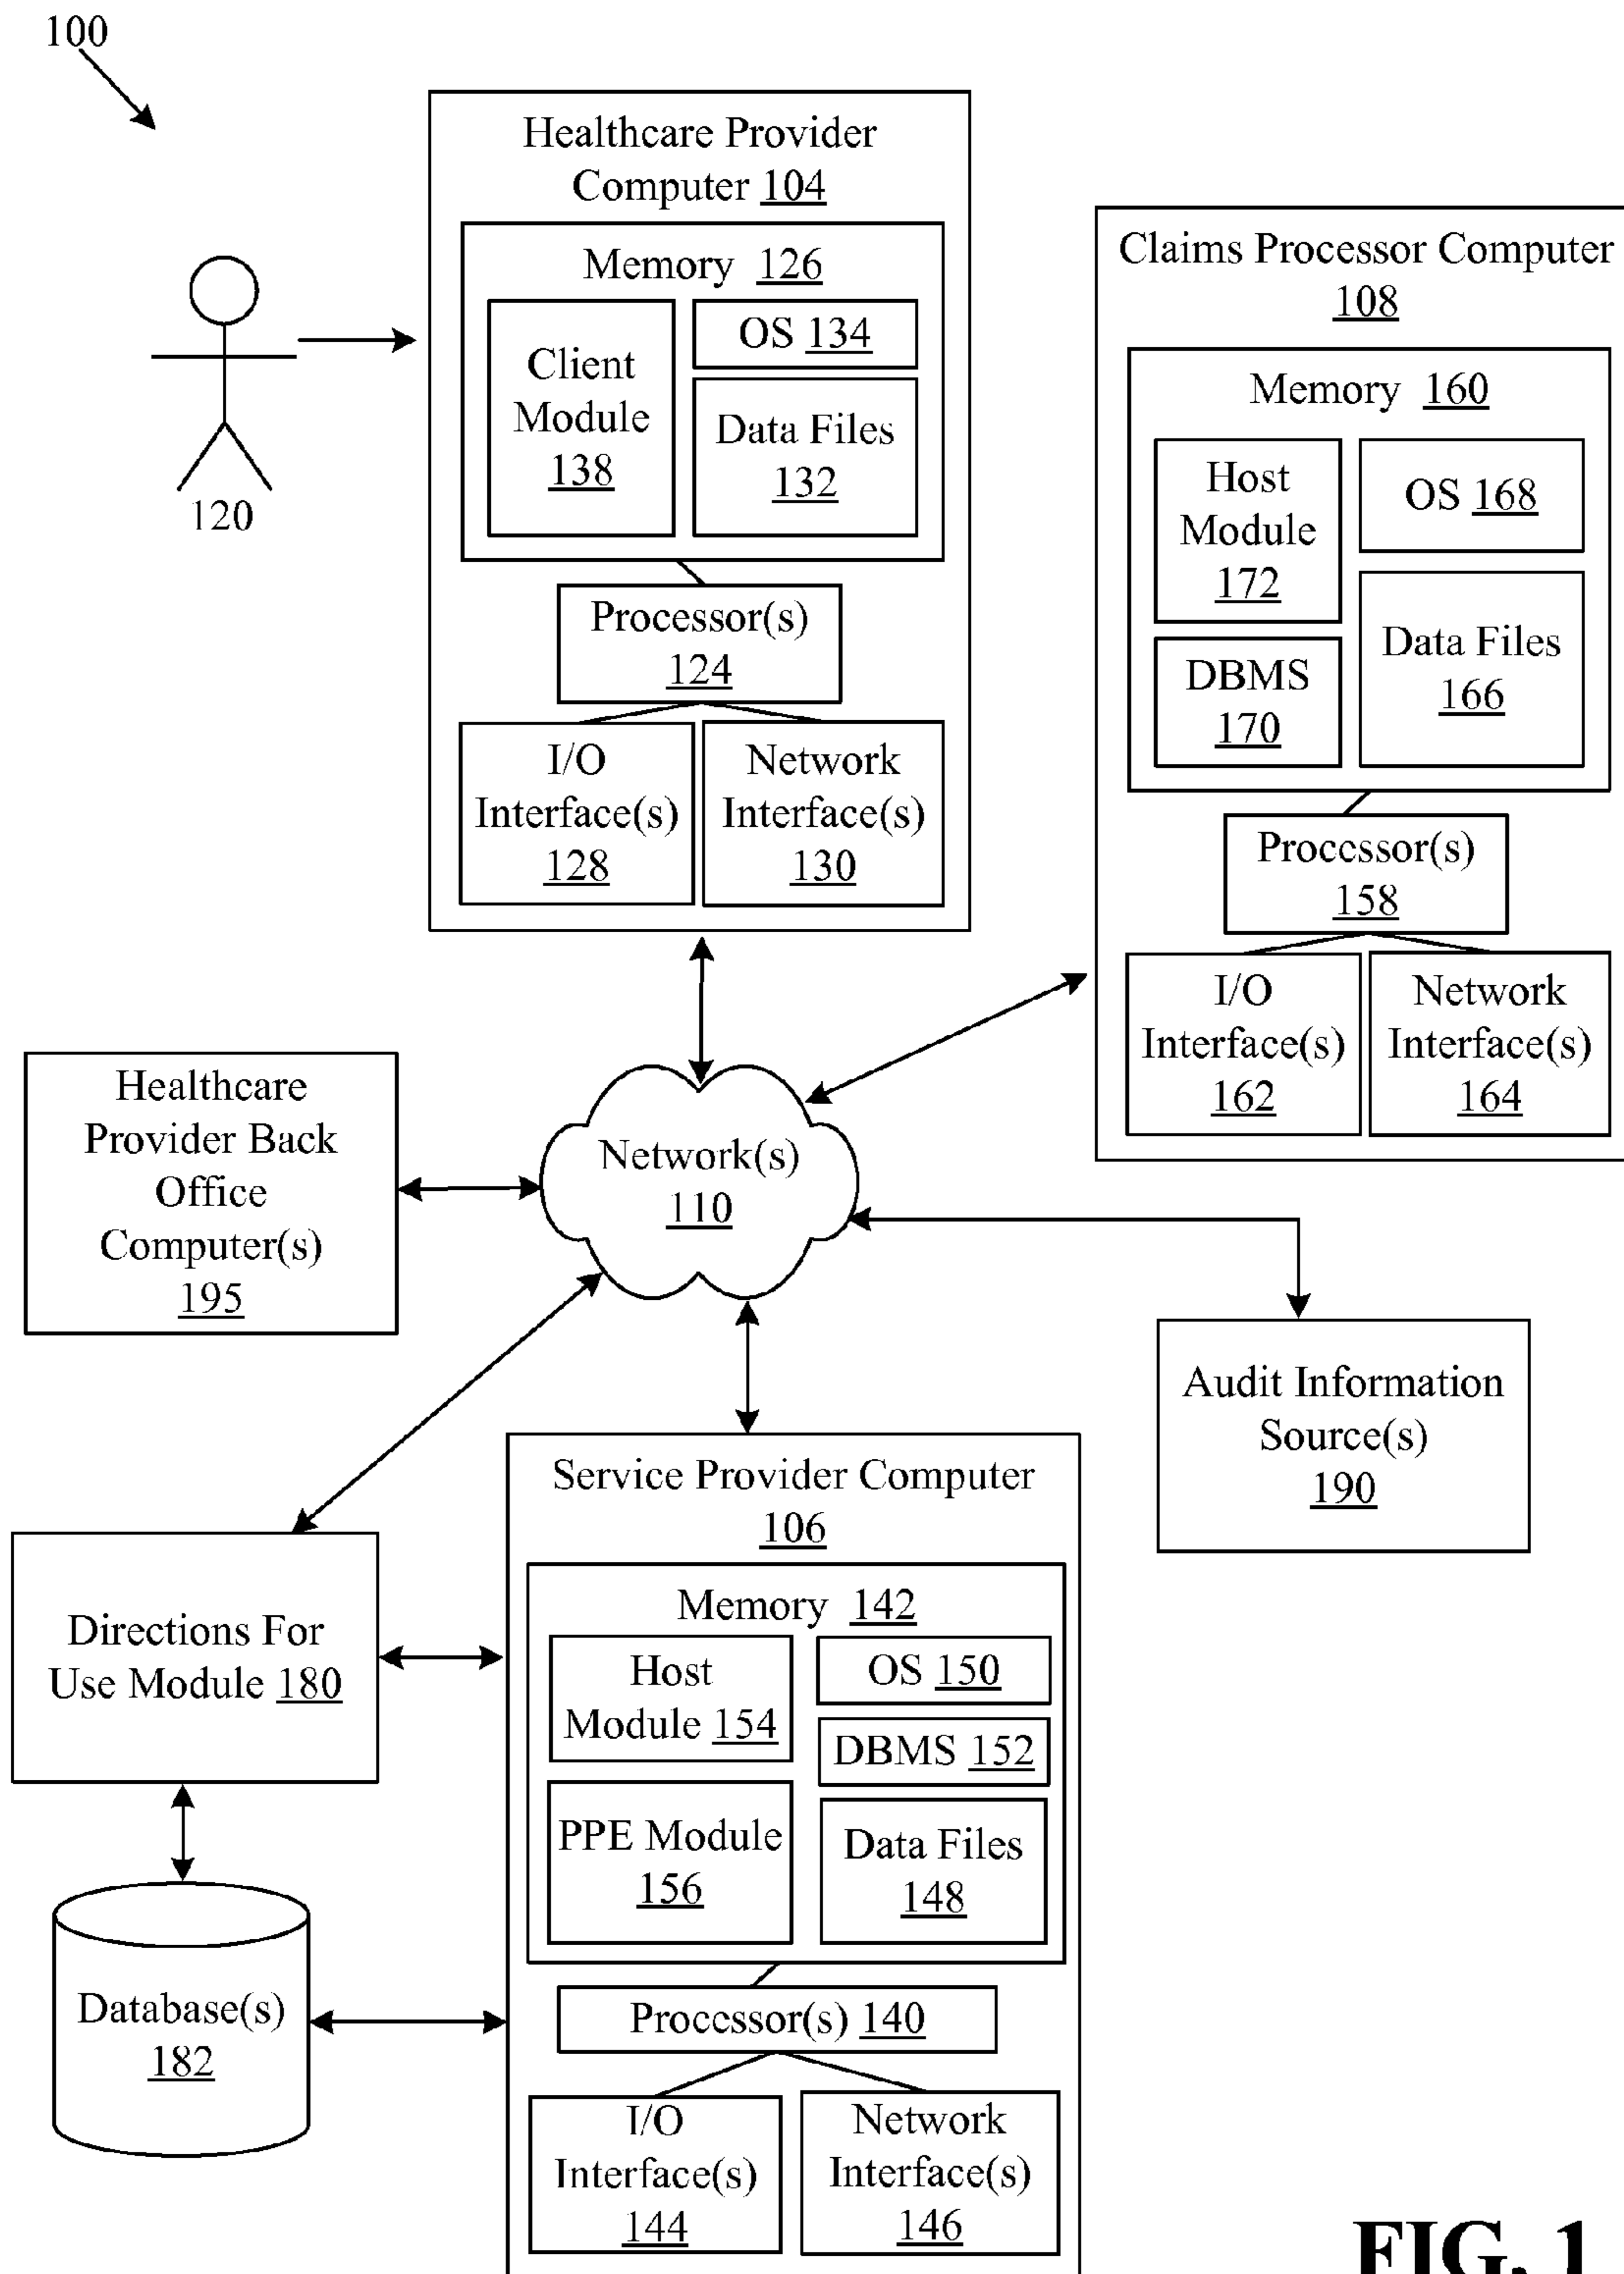 100
Healthcare Provider
Computer 104
Memory 126
Client
Module
138
OS 134
Data Files
132
Processor(s)
124
I/O
Interface(s)
128
Network
Interface(s)
130
120
Claims Processor Computer
108
Memory 160
Host
Module
172
OS 168
DBMS
170
Data Files
166
Processor(s)
158
I/O
Interface(s)
162
Network
Interface(s)
164
Healthcare
Provider Back
Office
Computer(s)
195
Network(s)
110
Audit Information
Source(s)
190
Directions For
Use Module 180
Database(s)
182
Service Provider Computer
106
Memory 142
Host
Module 154
OS 150
DBMS 152
PPE Module
156
Data Files
148
Processor(s) 140
I/O
Interface(s)
144
Network
Interface(s)
146
FIG. 1